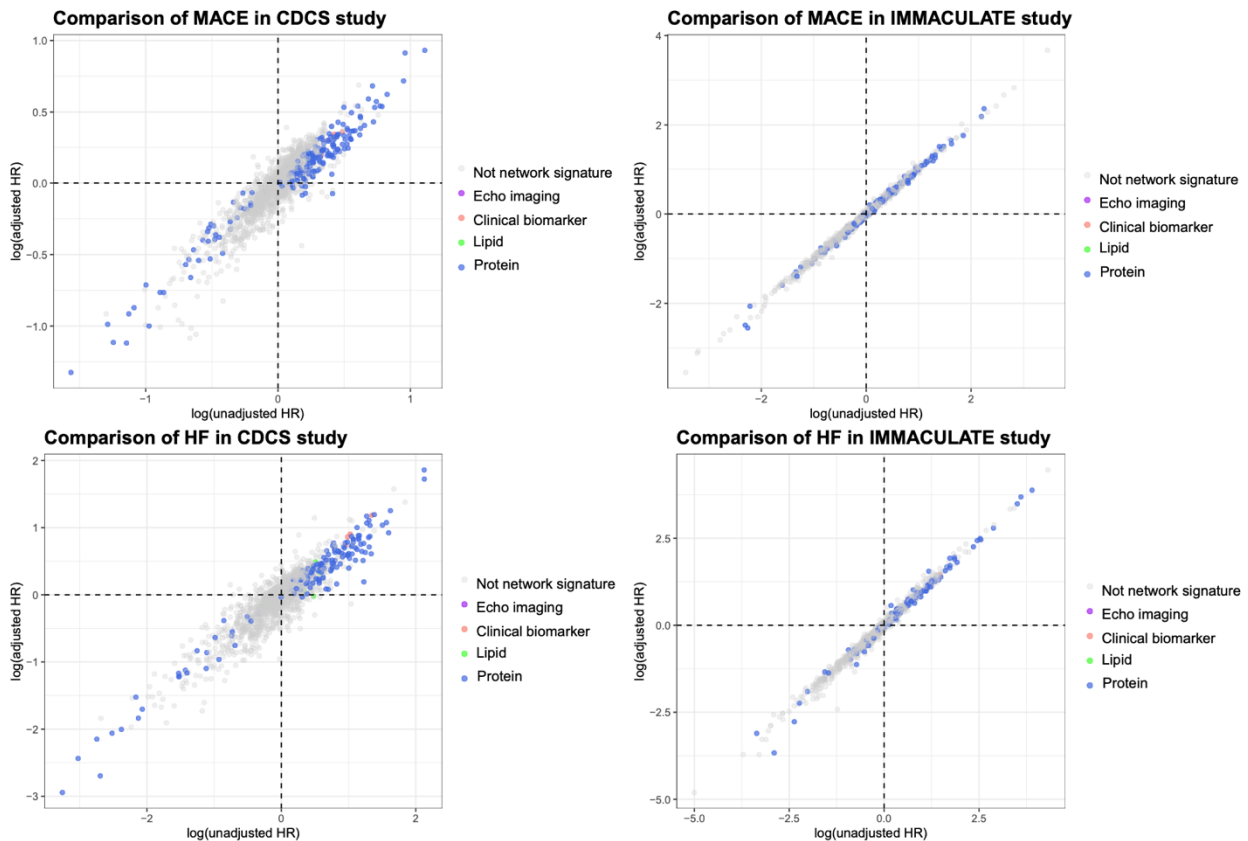 Comparison of MACE in CDCS study
1.0
0.5
0.0
−0.5
−1.0
−1
0
1
log(adjusted HR)
log(unadjusted HR)
Not network signature
Echo imaging
Clinical biomarker
Lipid
Protein
Comparison of MACE in IMMACULATE study
4
2
0
−2
−2
0
2
log(adjusted HR)
log(unadjusted HR)
Not network signature
Echo imaging
Clinical biomarker
Lipid
Protein
Comparison of HF in CDCS study
2
1
0
−1
−2
−3
−2
0
2
log(adjusted HR)
log(unadjusted HR)
Not network signature
Echo imaging
Clinical biomarker
Lipid
Protein
Comparison of HF in IMMACULATE study
2.5
0.0
−2.5
−5.0
−5.0
−2.5
0.0
2.5
log(adjusted HR)
log(unadjusted HR)
Not network signature
Echo imaging
Clinical biomarker
Lipid
Protein